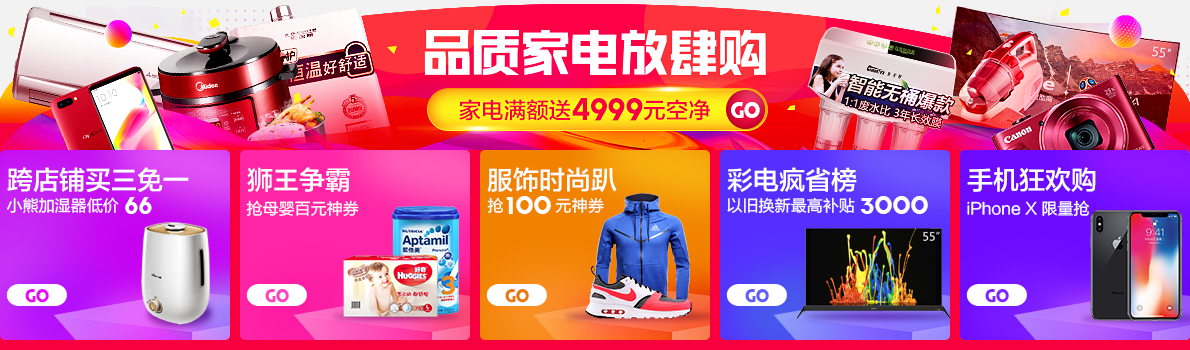 品质家电放肆购
家电满额送4999元空净 GO
恒温好舒适
Midea
智能无桶爆款
1:1废水比 3年长效膜
55"
Canon
跨店铺买三免一
小熊加湿器低价 66
GO
狮王争霸
抢母婴百元神券
NUTRICIA
Aptamil
HUGGIES
3
GO
服饰时尚趴
抢100元神券
adidas
GO
彩电疯省榜
以旧换新最高补贴 3000
55"
GO
手机狂欢购
iPhone X 限量抢
9:41
GO